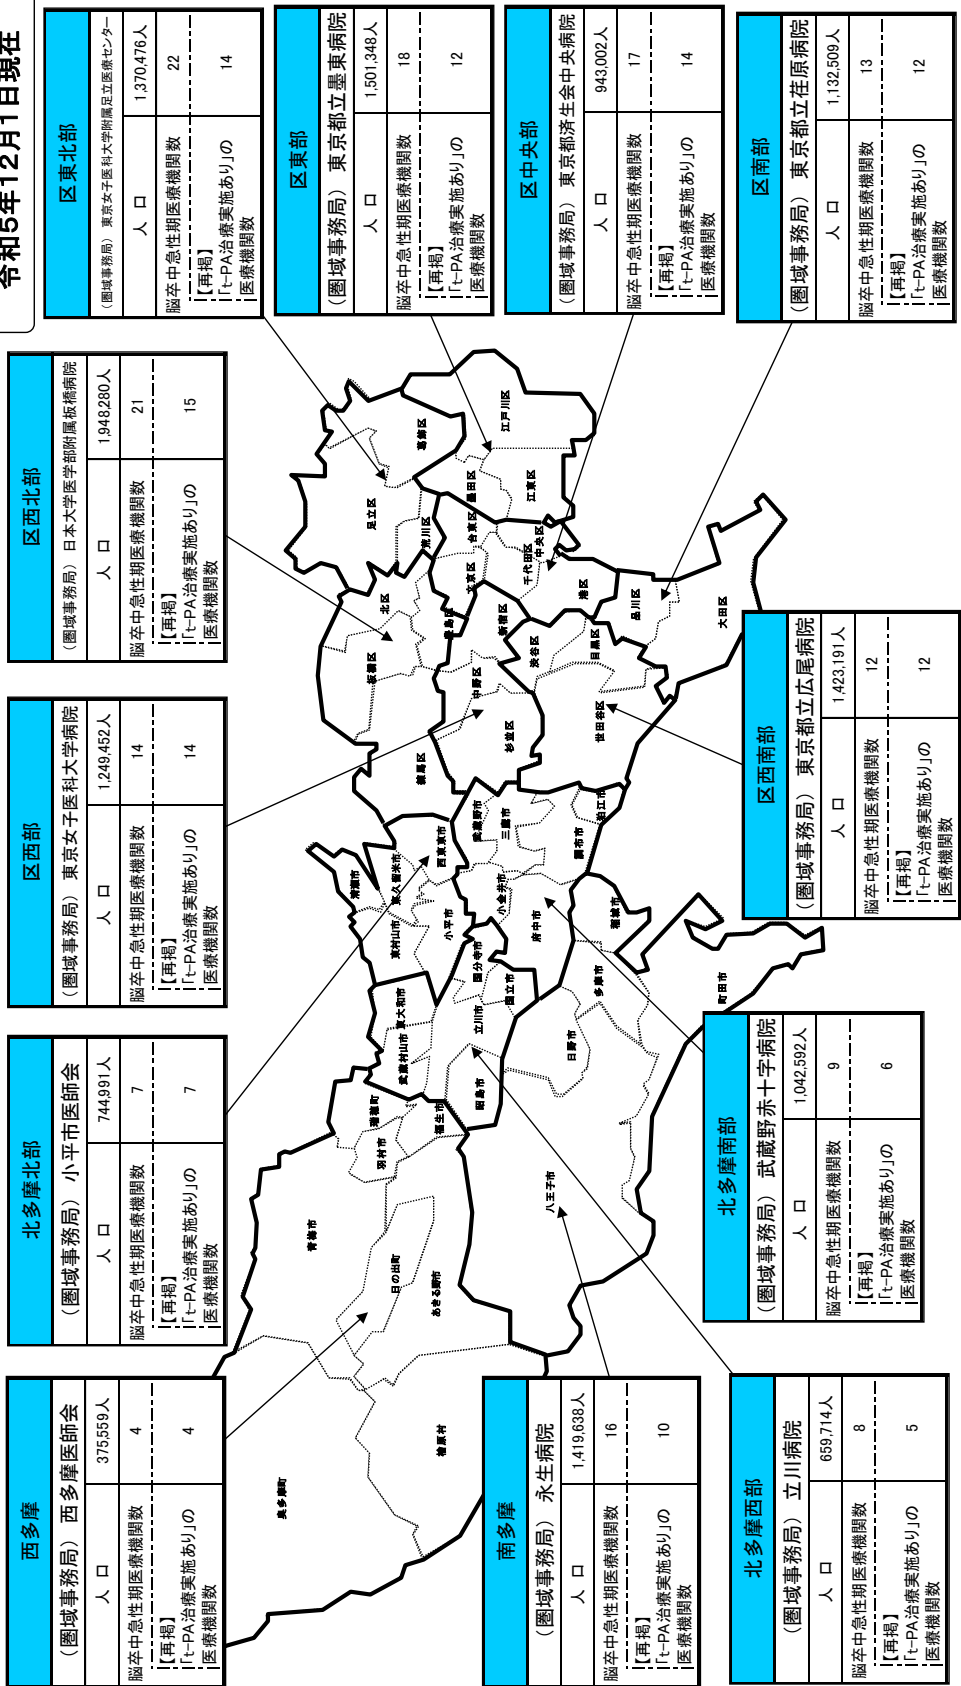 令和5年12月1日現在
西多摩
（圏域事務局） 西多摩医師会
人 口 375,559人
脳卒中急性期医療機関数 4
【再掲】
「t-PA治療実施あり」の
医療機関数 4
北多摩北部
（圏域事務局） 小平市医師会
人 口 744,991人
脳卒中急性期医療機関数 7
【再掲】
「t-PA治療実施あり」の
医療機関数 7
区西部
（圏域事務局） 東京女子医科大学病院
人 口 1,249,452人
脳卒中急性期医療機関数 14
【再掲】
「t-PA治療実施あり」の
医療機関数 14
区西北部
（圏域事務局） 日本大学医学部附属板橋病院
人 口 1,948,280人
脳卒中急性期医療機関数 21
【再掲】
「t-PA治療実施あり」の
医療機関数 15
区東北部
（圏域事務局） 東京女子医科大学附属足立医療センター
人 口 1,370,476人
脳卒中急性期医療機関数 22
【再掲】
「t-PA治療実施あり」の
医療機関数 14
区東部
（圏域事務局） 東京都立墨東病院
人 口 1,501,348人
脳卒中急性期医療機関数 18
【再掲】
「t-PA治療実施あり」の
医療機関数 12
区中央部
（圏域事務局） 東京都済生会中央病院
人 口 943,002人
脳卒中急性期医療機関数 17
【再掲】
「t-PA治療実施あり」の
医療機関数 14
区南部
（圏域事務局） 東京都立荏原病院
人 口 1,132,509人
脳卒中急性期医療機関数 13
【再掲】
「t-PA治療実施あり」の
医療機関数 12
区西南部
（圏域事務局） 東京都立広尾病院
人 口 1,423,191人
脳卒中急性期医療機関数 12
【再掲】
「t-PA治療実施あり」の
医療機関数 12
北多摩南部
（圏域事務局） 武蔵野赤十字病院
人 口 1,042,592人
脳卒中急性期医療機関数 9
【再掲】
「t-PA治療実施あり」の
医療機関数 6
南多摩
（圏域事務局） 永生病院
人 口 1,419,638人
脳卒中急性期医療機関数 16
【再掲】
「t-PA治療実施あり」の
医療機関数 10
北多摩西部
（圏域事務局） 立川病院
人 口 659,714人
脳卒中急性期医療機関数 8
【再掲】
「t-PA治療実施あり」の
医療機関数 5
奥多摩町
檜原村
青梅市
日の出町
あきる野市
瑞穂町
羽村市
福生市
八王子市
武蔵村山市
東大和市
昭島市
立川市
国分寺市
国立市
日野市
多摩市
稲城市
町田市
清瀬市
東久留米市
東村山市
小平市
西東京市
武蔵野市
三鷹市
小金井市
府中市
調布市
狛江市
練馬区
板橋区
北区
豊島区
中野区
杉並区
新宿区
渋谷区
目黒区
世田谷区
足立区
葛飾区
荒川区
台東区
文京区
千代田区
中央区
港区
墨田区
江東区
江戸川区
品川区
大田区